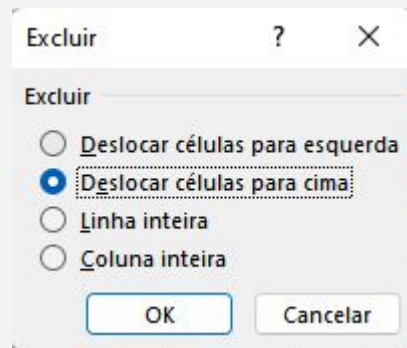 Excluir ? ×
Excluir
Deslocar células para esquerda
Deslocar células para cima
Linha inteira
Coluna inteira
OK Cancelar